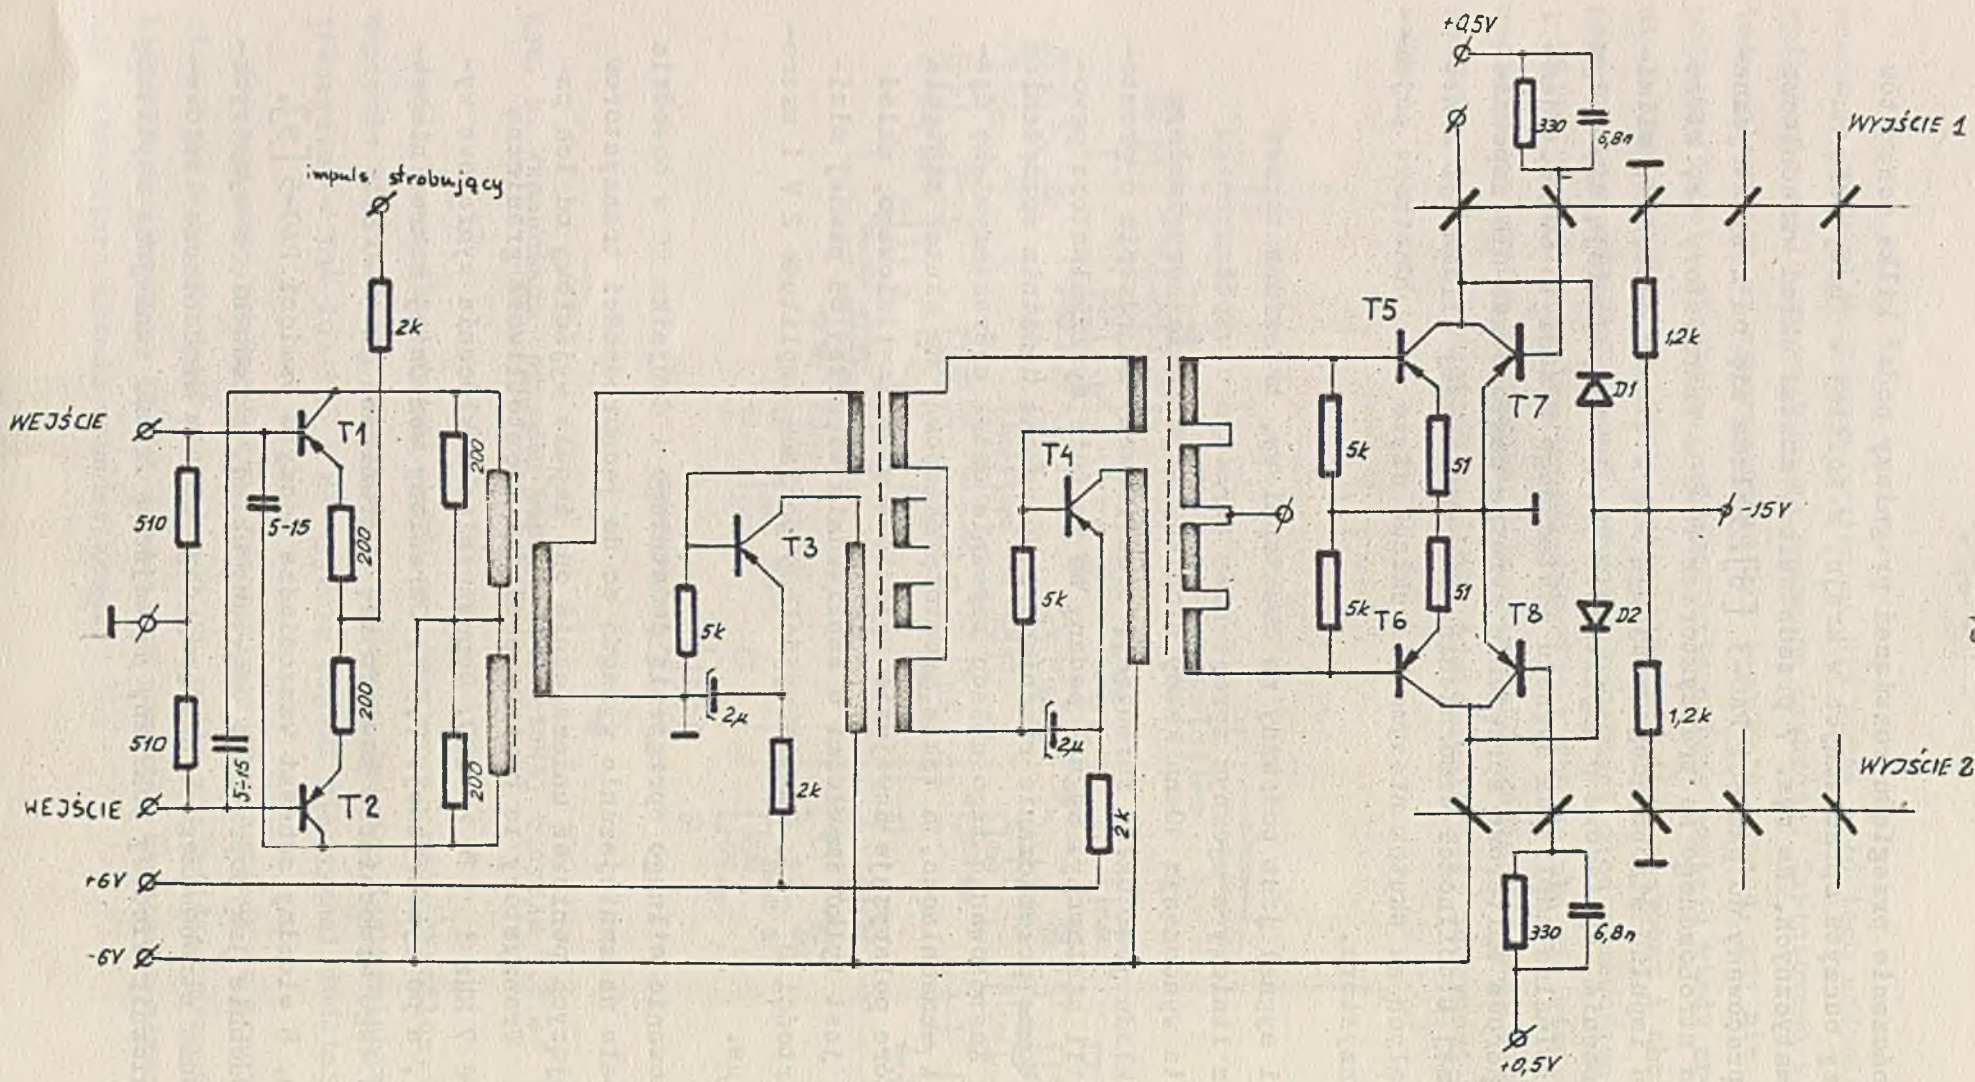 +0,5V
330
6,8n
WYJŚCIE 1
impuls strobujący
2k
T5
1,2k
WEJŚCIE
T1
200
T4
5k
T7
D1
510
5-15
200
T3
5k
51
-15V
5k
5k
51
T6
T8
D2
200
2µ
2µ
1,2k
510
5-15
T2
200
2k
2k
WYJŚCIE 2
WEJŚCIE
+6V
-6V
330
6,8n
+0,5V